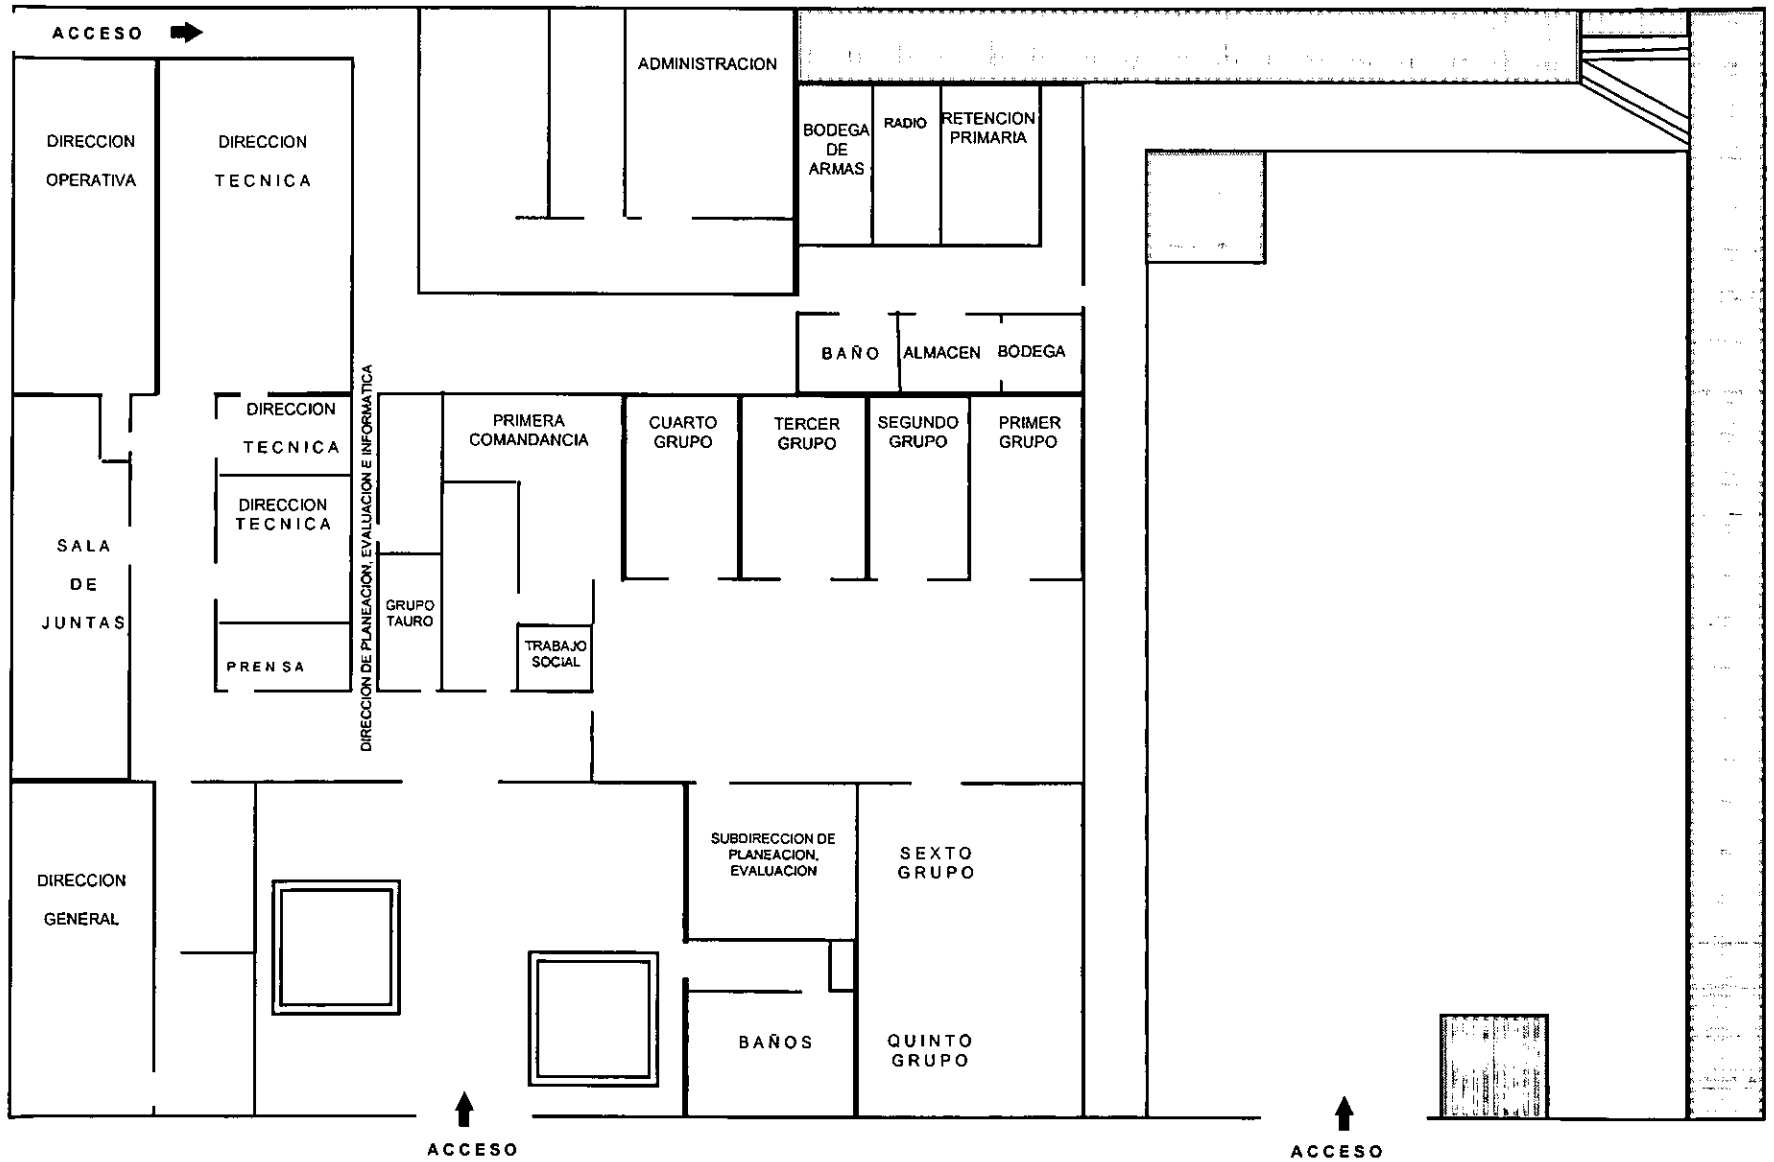 ACCESO
ADMINISTRACION
DIRECCION
OPERATIVA
DIRECCION
TECNICA
BODEGA
DE
ARMAS
RADIO
RETENCION
PRIMARIA
BAÑO
ALMACEN
BODEGA
DIRECCION
TECNICA
DIRECCION
TECNICA
PRENSA
DIRECCION DE PLANEACION, EVALUACION E INFORMATICA
PRIMERA
COMANDANCIA
CUARTO
GRUPO
TERCER
GRUPO
SEGUNDO
GRUPO
PRIMER
GRUPO
SALA
DE
JUNTAS
GRUPO
TAURO
TRABAJO
SOCIAL
DIRECCION
GENERAL
SUBDIRECCION DE
PLANEACION,
EVALUACION
SEXTO
GRUPO
BAÑOS
QUINTO
GRUPO
ACCESO
ACCESO